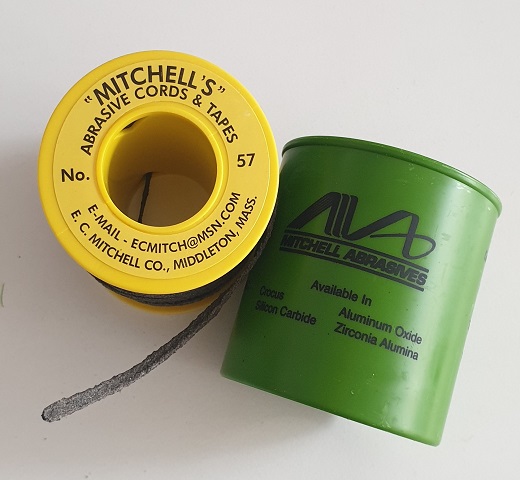 "MITCHELL'S"
ABRASIVE CORDS & TAPES
No. 57
E-MAIL - ECMITCH@MSN.COM
E. C. MITCHELL CO., MIDDLETON, MASS.
MITCHELL ABRASIVES
Available In
Crocus Aluminum Oxide
Silicon Carbide Zirconia Alumina